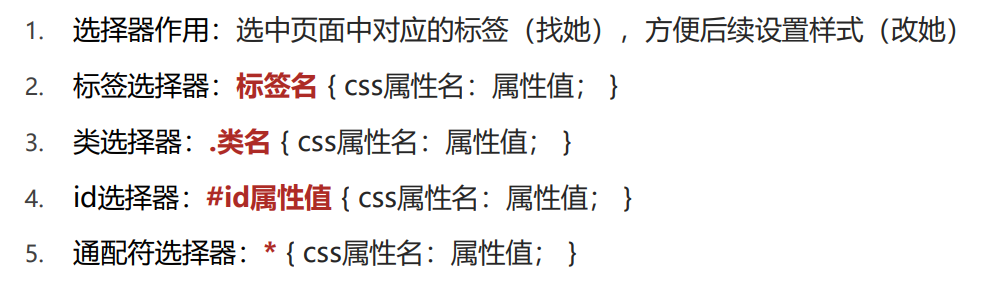 1. 选择器作用：选中页面中对应的标签（找她），方便后续设置样式（改她）
2. 标签选择器：标签名 { css属性名：属性值； }
3. 类选择器：.类名 { css属性名：属性值； }
4. id选择器：#id属性值 { css属性名：属性值； }
5. 通配符选择器：* { css属性名：属性值； }